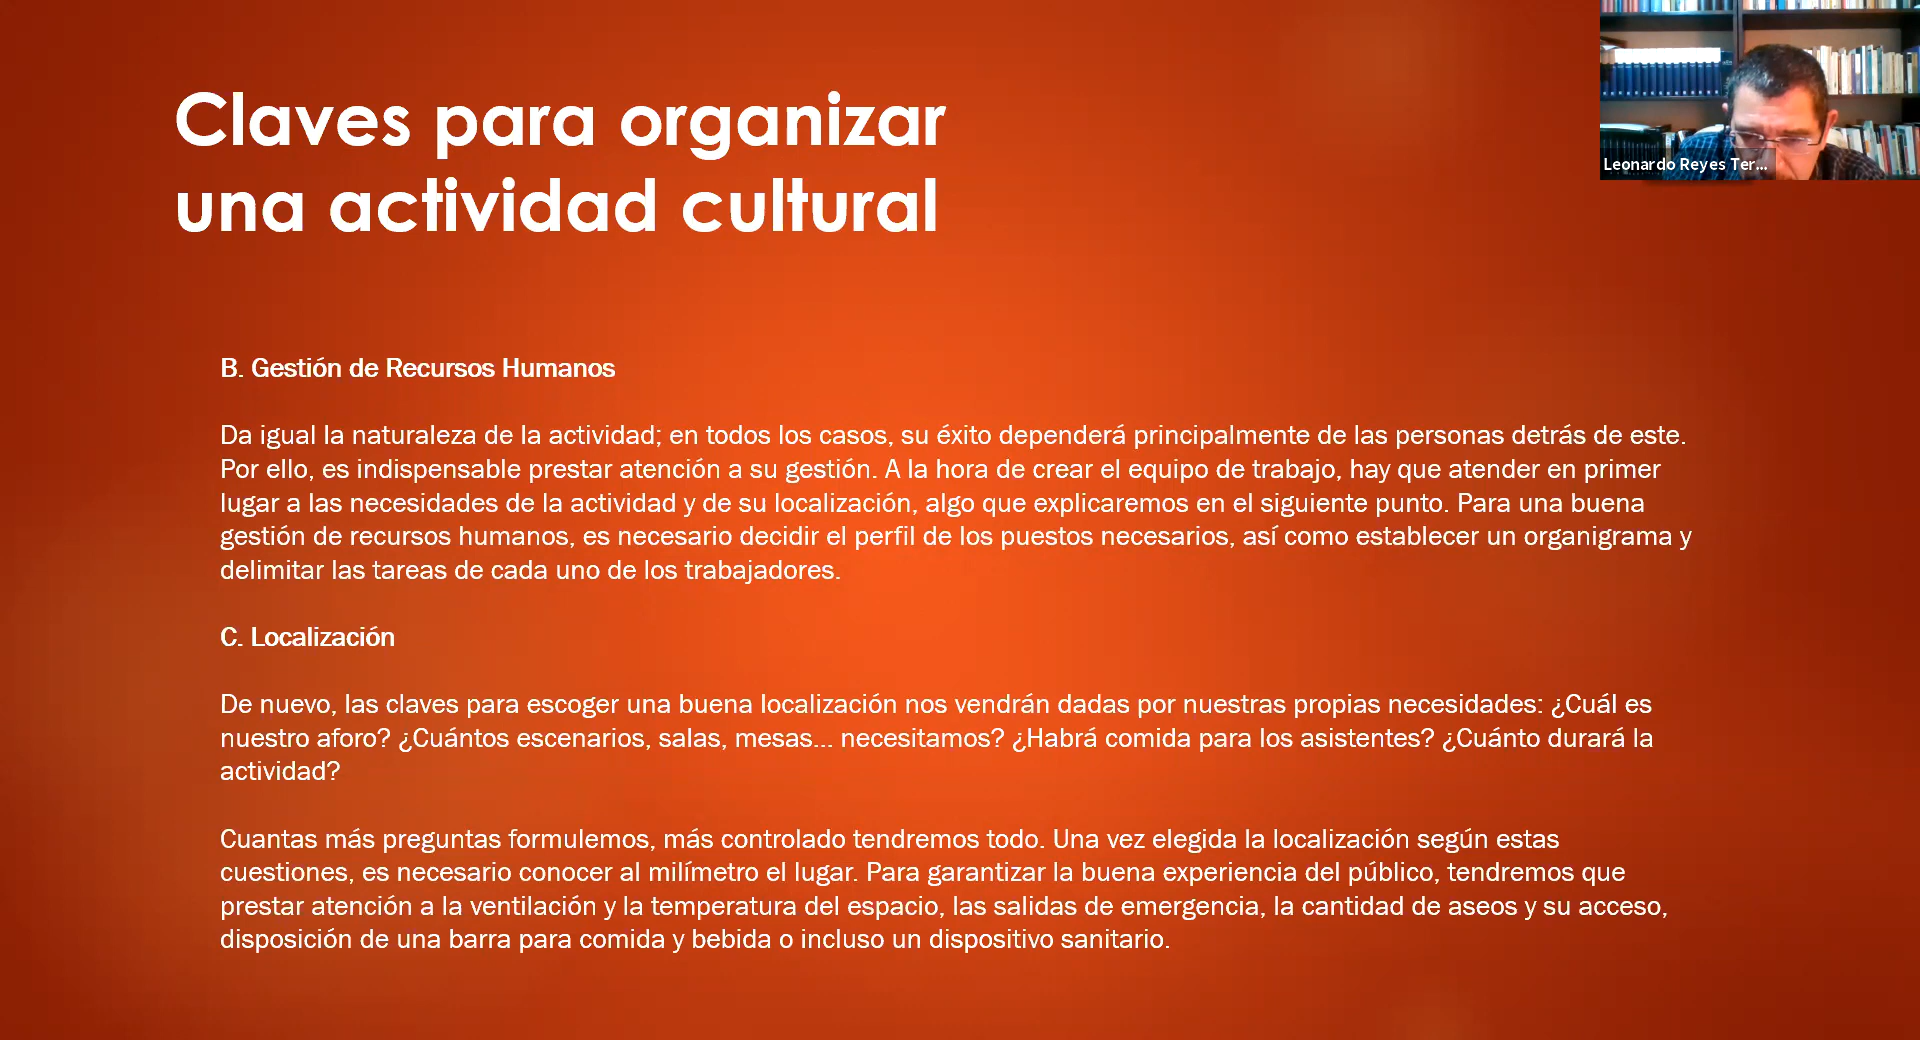 Claves para organizar
una actividad cultural
Leonardo Reyes Ter...
B. Gestión de Recursos Humanos
Da igual la naturaleza de la actividad; en todos los casos, su éxito dependerá principalmente de las personas detrás de este.
Por ello, es indispensable prestar atención a su gestión. A la hora de crear el equipo de trabajo, hay que atender en primer
lugar a las necesidades de la actividad y de su localización, algo que explicaremos en el siguiente punto. Para una buena
gestión de recursos humanos, es necesario decidir el perfil de los puestos necesarios, así como establecer un organigrama y
delimitar las tareas de cada uno de los trabajadores.
C. Localización
De nuevo, las claves para escoger una buena localización nos vendrán dadas por nuestras propias necesidades: ¿Cuál es
nuestro aforo? ¿Cuántos escenarios, salas, mesas... necesitamos? ¿Habrá comida para los asistentes? ¿Cuánto durará la
actividad?
Cuantas más preguntas formulemos, más controlado tendremos todo. Una vez elegida la localización según estas
cuestiones, es necesario conocer al milímetro el lugar. Para garantizar la buena experiencia del público, tendremos que
prestar atención a la ventilación y la temperatura del espacio, las salidas de emergencia, la cantidad de aseos y su acceso,
disposición de una barra para comida y bebida o incluso un dispositivo sanitario.